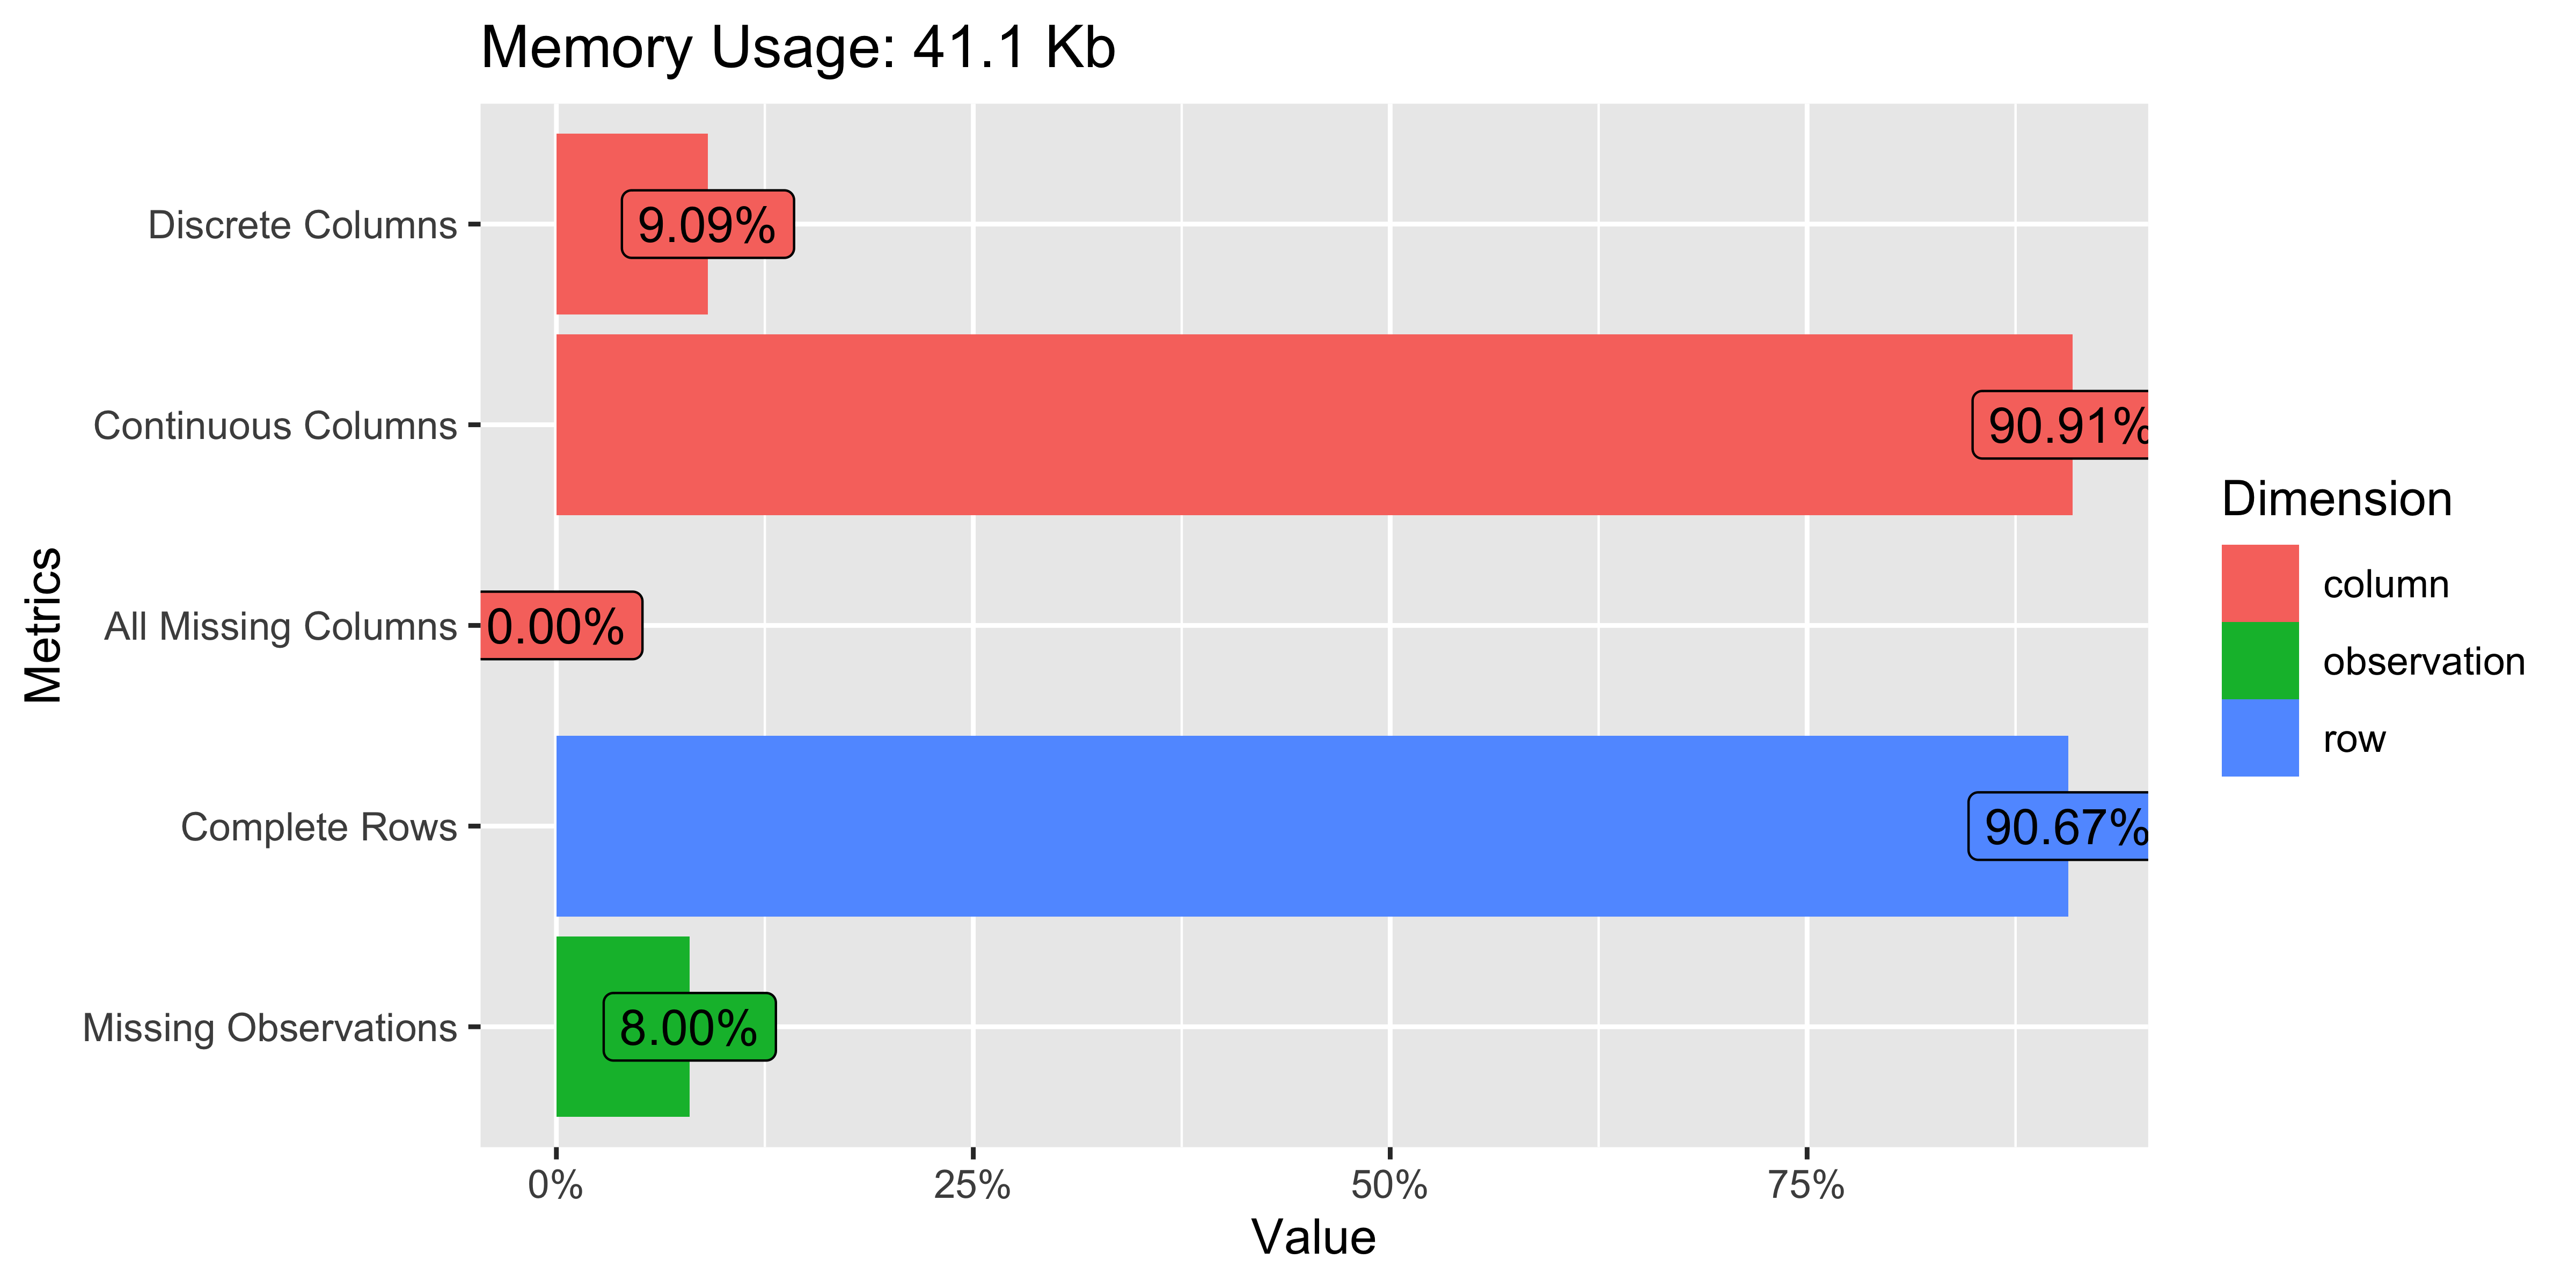 Memory Usage: 41.1 Kb
Discrete Columns
9.09%
Continuous Columns
90.91%
All Missing Columns
0.00%
Complete Rows
90.67%
Missing Observations
8.00%
Metrics
0%
25%
50%
75%
Value
Dimension
column
observation
row